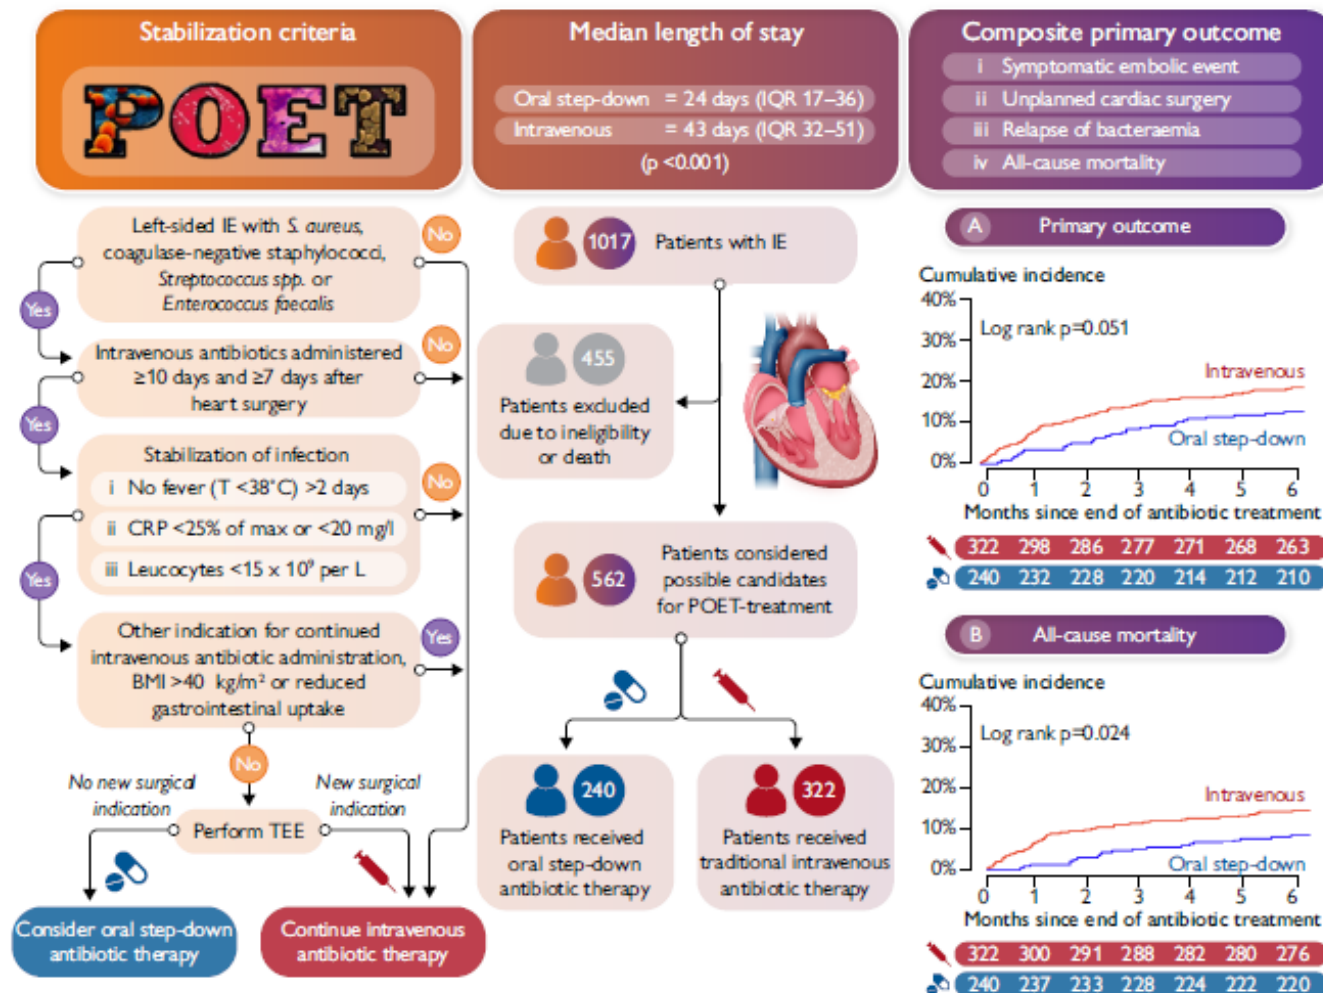 Stabilization criteria
POET
Left-sided IE with S. aureus,
coagulase-negative staphylococci,
Streptococcus spp. or
Enterococcus faecalis
No
Yes
Intravenous antibiotics administered
≥10 days and ≥7 days after
heart surgery
No
Yes
Stabilization of infection
i No fever (T <38°C) >2 days
ii CRP <25% of max or <20 mg/l
iii Leucocytes <15 x 10⁹ per L
No
Yes
Other indication for continued
intravenous antibiotic administration,
BMI >40 kg/m² or reduced
gastrointestinal uptake
Yes
No
No new surgical
indication
New surgical
indication
Perform TEE
Consider oral step-down
antibiotic therapy
Continue intravenous
antibiotic therapy
Median length of stay
Oral step-down = 24 days (IQR 17–36)
Intravenous = 43 days (IQR 32–51)
(p <0.001)
1017 Patients with IE
455
Patients excluded
due to ineligibility
or death
562
Patients considered
possible candidates
for POET-treatment
240
Patients received
oral step-down
antibiotic therapy
322
Patients received
traditional intravenous
antibiotic therapy
Composite primary outcome
i Symptomatic embolic event
ii Unplanned cardiac surgery
iii Relapse of bacteraemia
iv All-cause mortality
A Primary outcome
Cumulative incidence
40%
30%
20%
10%
0%
Log rank p=0.051
Intravenous
Oral step-down
0 1 2 3 4 5 6
Months since end of antibiotic treatment
322 298 286 277 271 268 263
240 232 228 220 214 212 210
B All-cause mortality
Cumulative incidence
40%
30%
20%
10%
0%
Log rank p=0.024
Intravenous
Oral step-down
0 1 2 3 4 5 6
Months since end of antibiotic treatment
322 300 291 288 282 280 276
240 237 233 228 224 222 220